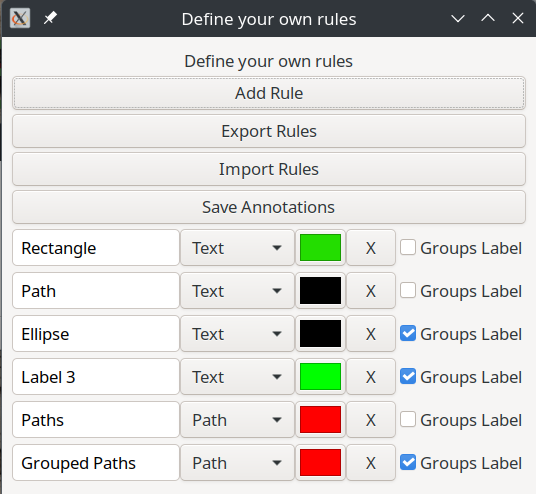 Define your own rules
Define your own rules
Add Rule
Export Rules
Import Rules
Save Annotations
Rectangle Text X Groups Label
Path Text X Groups Label
Ellipse Text X Groups Label
Label 3 Text X Groups Label
Paths Path X Groups Label
Grouped Paths Path X Groups Label